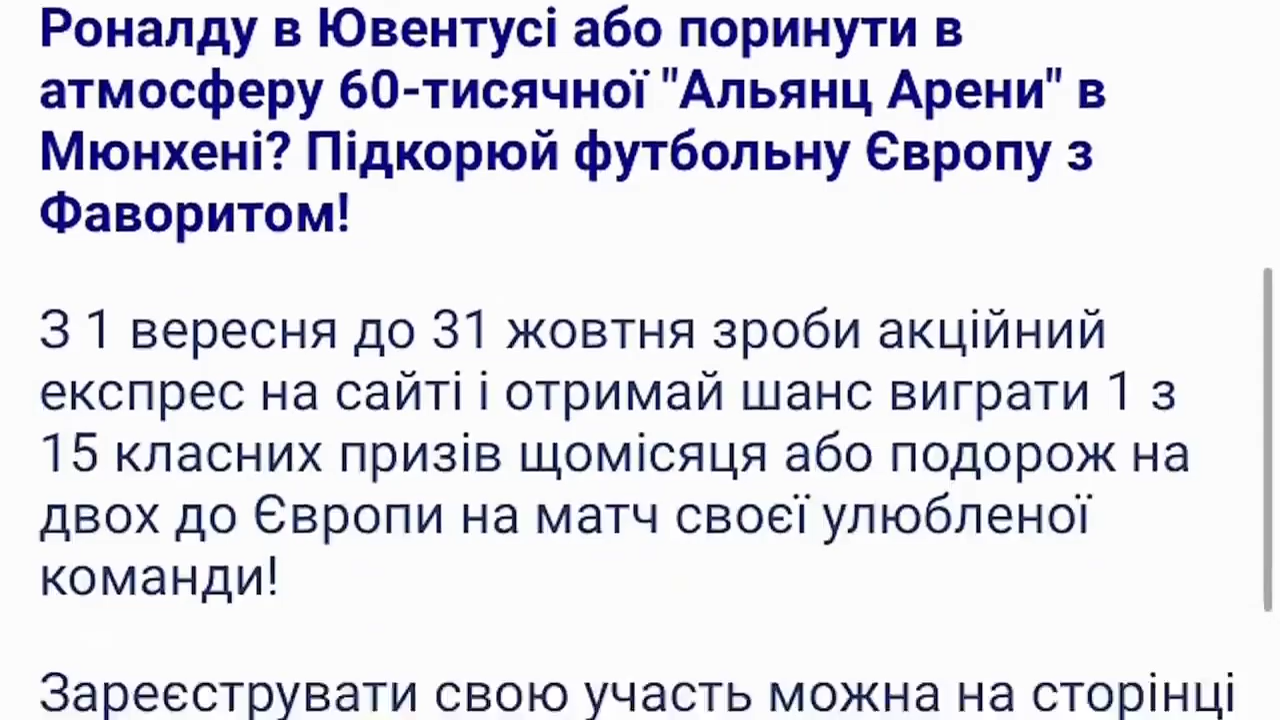 Роналду в Ювентусі або поринути в
атмосферу 60-тисячної "Альянц Арени" в
Мюнхені? Підкорюй футбольну Європу з
Фаворитом!
З 1 вересня до 31 жовтня зроби акційний
експрес на сайті і отримай шанс виграти 1 з
15 класних призів щомісяця або подорож на
двох до Європи на матч своєї улюбленої
команди!
Зареєструвати свою участь можна на сторінці